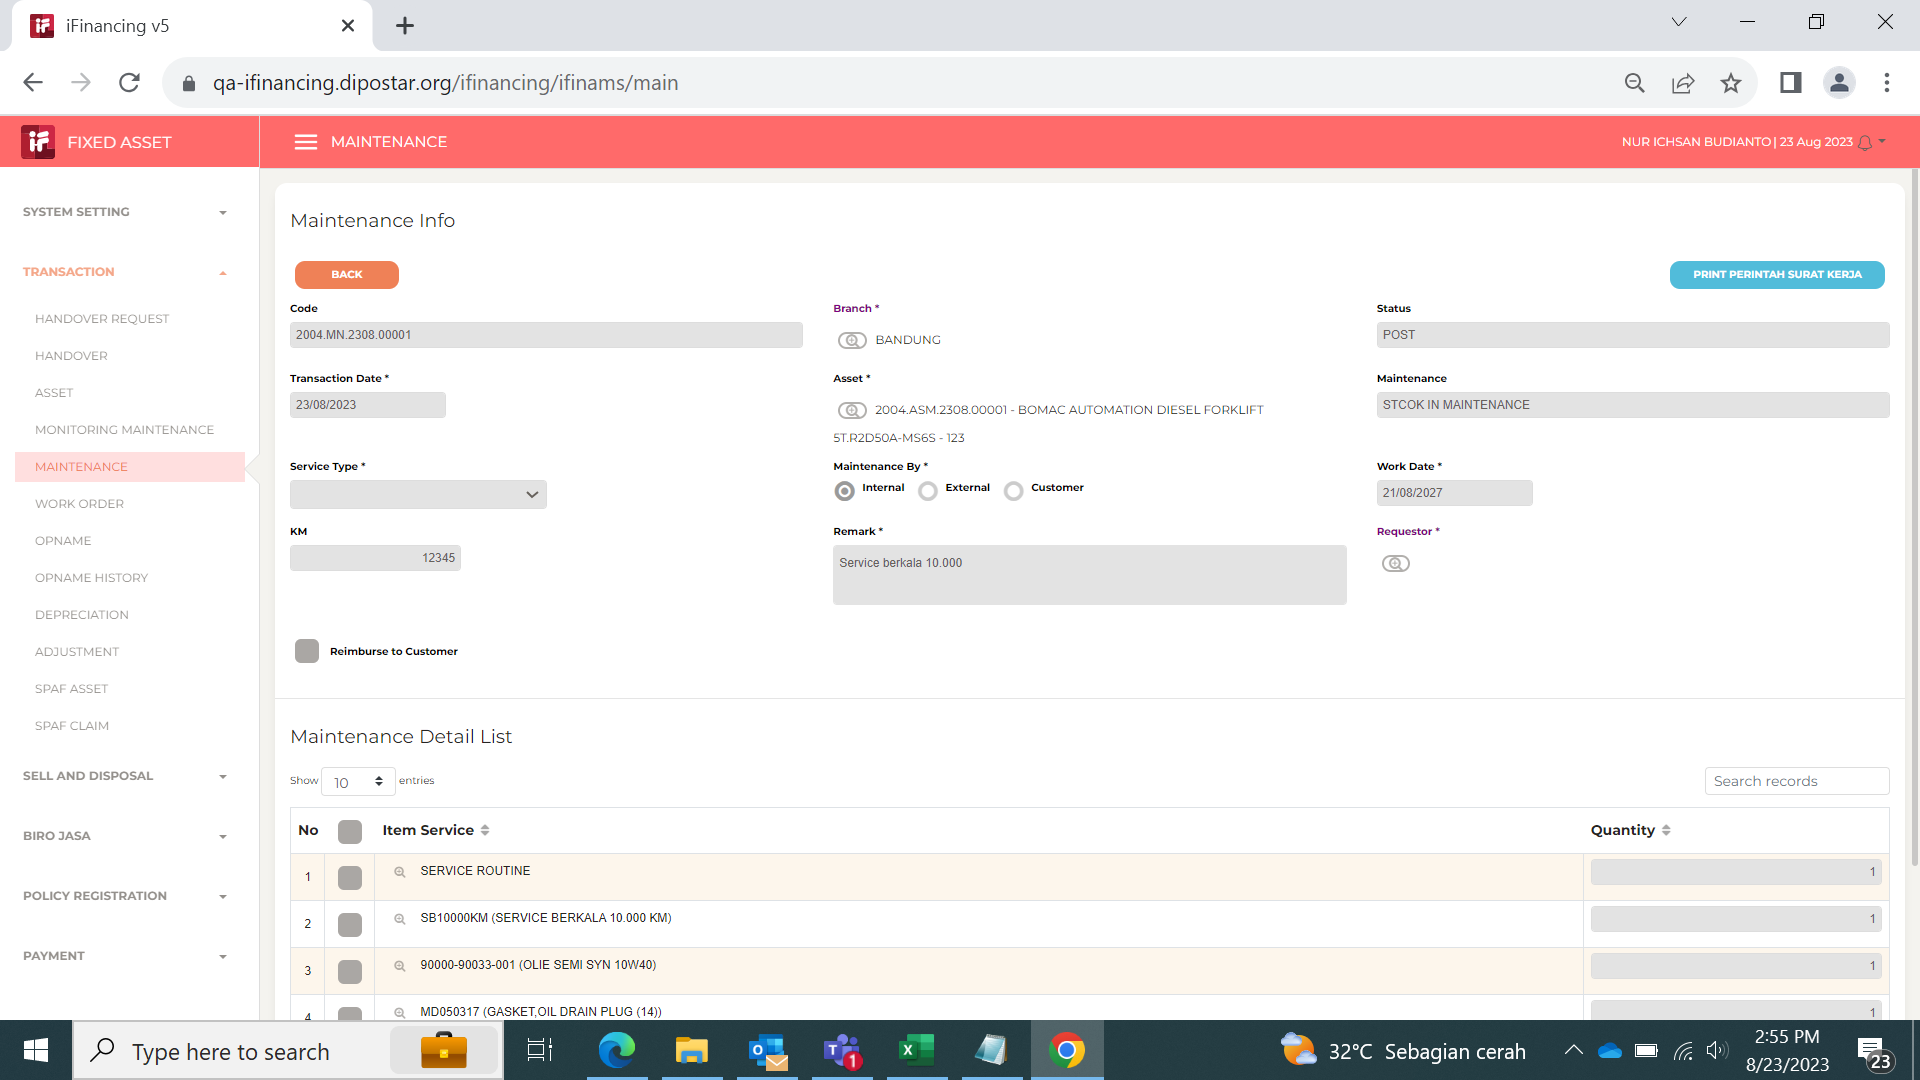 iFinancing v5
qa-ifinancing.dipostar.org/ifinancing/ifinams/main
iF FIXED ASSET
MAINTENANCE
NUR ICHSAN BUDIANTO | 23 Aug 2023
SYSTEM SETTING
TRANSACTION
HANDOVER REQUEST
HANDOVER
ASSET
MONITORING MAINTENANCE
MAINTENANCE
WORK ORDER
OPNAME
OPNAME HISTORY
DEPRECIATION
ADJUSTMENT
SPAF ASSET
SPAF CLAIM
SELL AND DISPOSAL
BIRO JASA
POLICY REGISTRATION
PAYMENT
Maintenance Info
BACK
PRINT PERINTAH SURAT KERJA
Code
2004.MN.2308.00001
Branch *
BANDUNG
Status
POST
Transaction Date *
23/08/2023
Asset *
2004.ASM.2308.00001 - BOMAC AUTOMATION DIESEL FORKLIFT
5T.R2D50A-MS6S - 123
Maintenance
STCOK IN MAINTENANCE
Service Type *
Maintenance By *
Internal External Customer
Work Date *
21/08/2027
KM
12345
Remark *
Service berkala 10.000
Requestor *
Reimburse to Customer
Maintenance Detail List
Show 10 entries
Search records
No Item Service Quantity
1 SERVICE ROUTINE 1
2 SB10000KM (SERVICE BERKALA 10.000 KM) 1
3 90000-90033-001 (OLIE SEMI SYN 10W40) 1
4 MD050317 (GASKET,OIL DRAIN PLUG (14)) 1
Type here to search
1
32°C Sebagian cerah
2:55 PM
8/23/2023
23